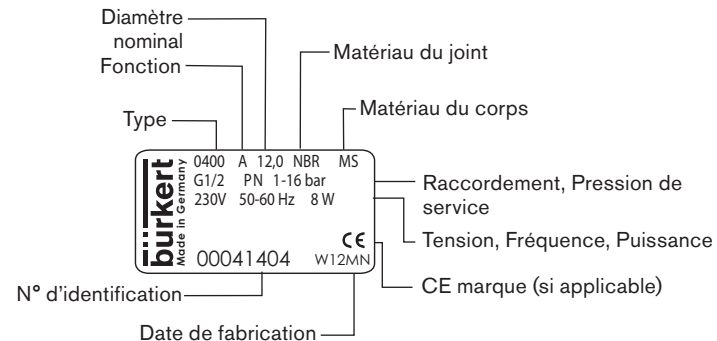 Diamètre
nominal
Fonction
Matériau du joint
Matériau du corps
Type
burkert
Made in Germany
0400 A 12,0 NBR MS
G1/2 PN 1-16 bar
230V 50-60 Hz 8 W
CE
00041404 W12MN
Raccordement, Pression de
service
Tension, Fréquence, Puissance
CE marque (si applicable)
N° d'identification
Date de fabrication